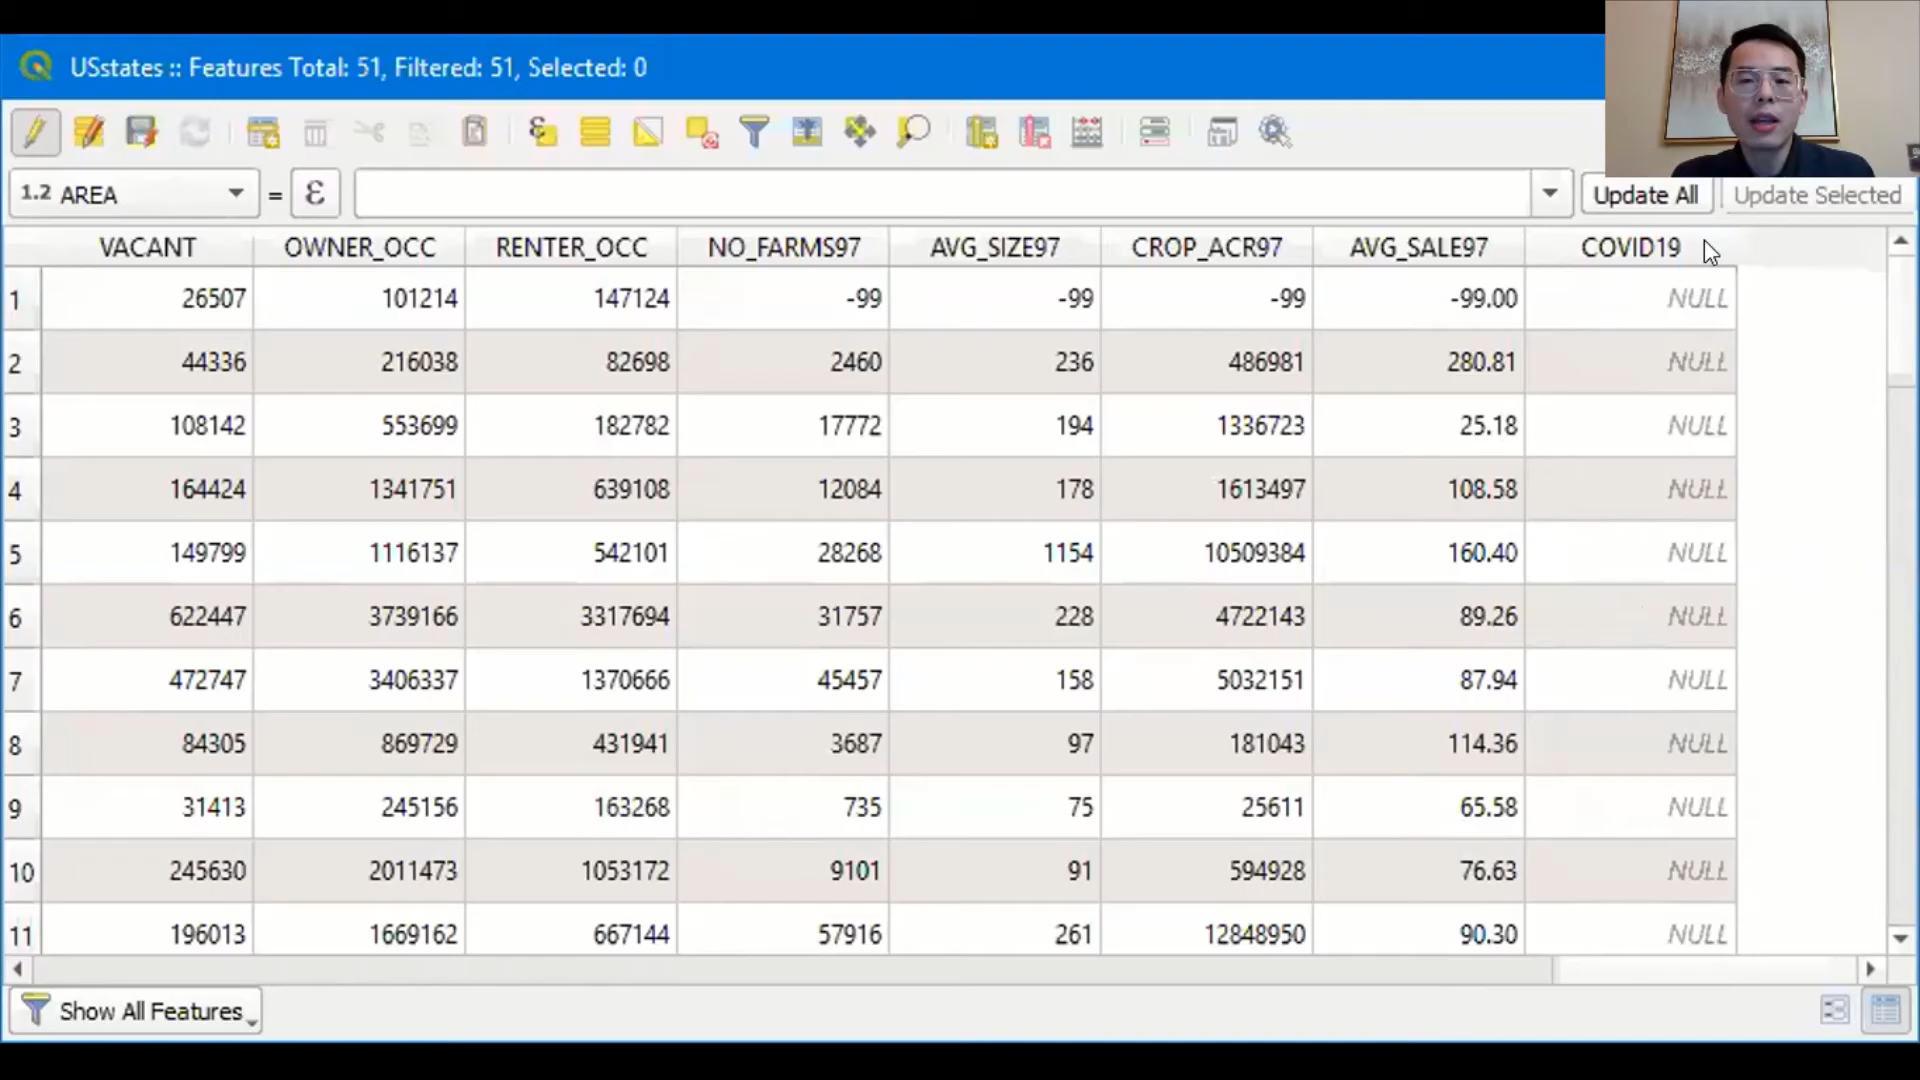 USstates :: Features Total: 51, Filtered: 51, Selected: 0
1.2 AREA = ε Update All Update Selected
VACANT OWNER_OCC RENTER_OCC NO_FARMS97 AVG_SIZE97 CROP_ACR97 AVG_SALE97 COVID19
1 26507 101214 147124 -99 -99 -99 -99.00 NULL
2 44336 216038 82698 2460 236 486981 280.81 NULL
3 108142 553699 182782 17772 194 1336723 25.18 NULL
4 164424 1341751 639108 12084 178 1613497 108.58 NULL
5 149799 1116137 542101 28268 1154 10509384 160.40 NULL
6 622447 3739166 3317694 31757 228 4722143 89.26 NULL
7 472747 3406337 1370666 45457 158 5032151 87.94 NULL
8 84305 869729 431941 3687 97 181043 114.36 NULL
9 31413 245156 163268 735 75 25611 65.58 NULL
10 245630 2011473 1053172 9101 91 594928 76.63 NULL
11 196013 1669162 667144 57916 261 12848950 90.30 NULL
Show All Features